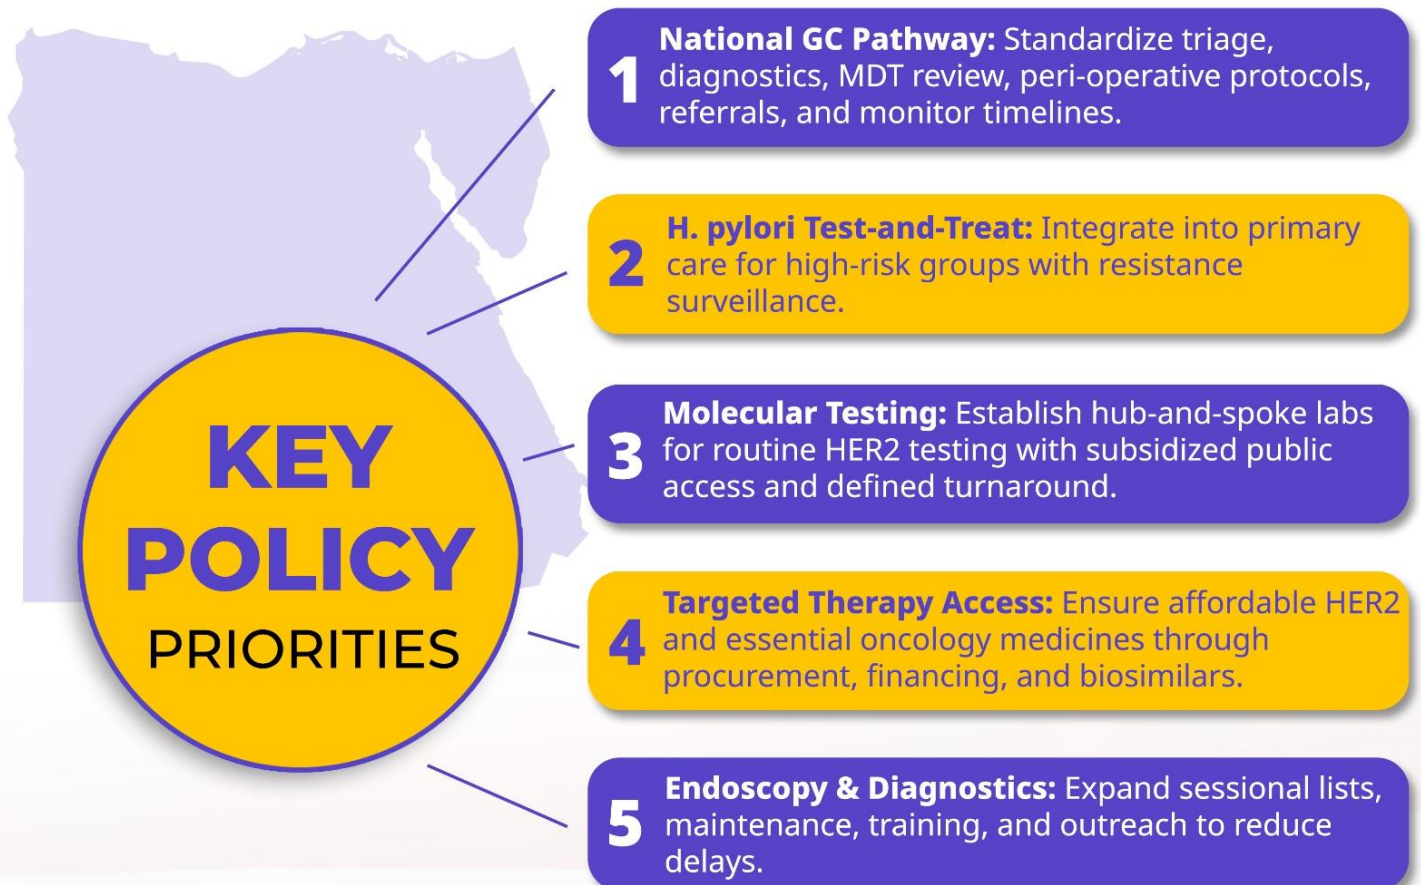 KEY
POLICY
PRIORITIES
1
National GC Pathway: Standardize triage,
diagnostics, MDT review, peri-operative protocols,
referrals, and monitor timelines.
2
H. pylori Test-and-Treat: Integrate into primary
care for high-risk groups with resistance
surveillance.
3
Molecular Testing: Establish hub-and-spoke labs
for routine HER2 testing with subsidized public
access and defined turnaround.
4
Targeted Therapy Access: Ensure affordable HER2
and essential oncology medicines through
procurement, financing, and biosimilars.
5
Endoscopy & Diagnostics: Expand sessional lists,
maintenance, training, and outreach to reduce
delays.